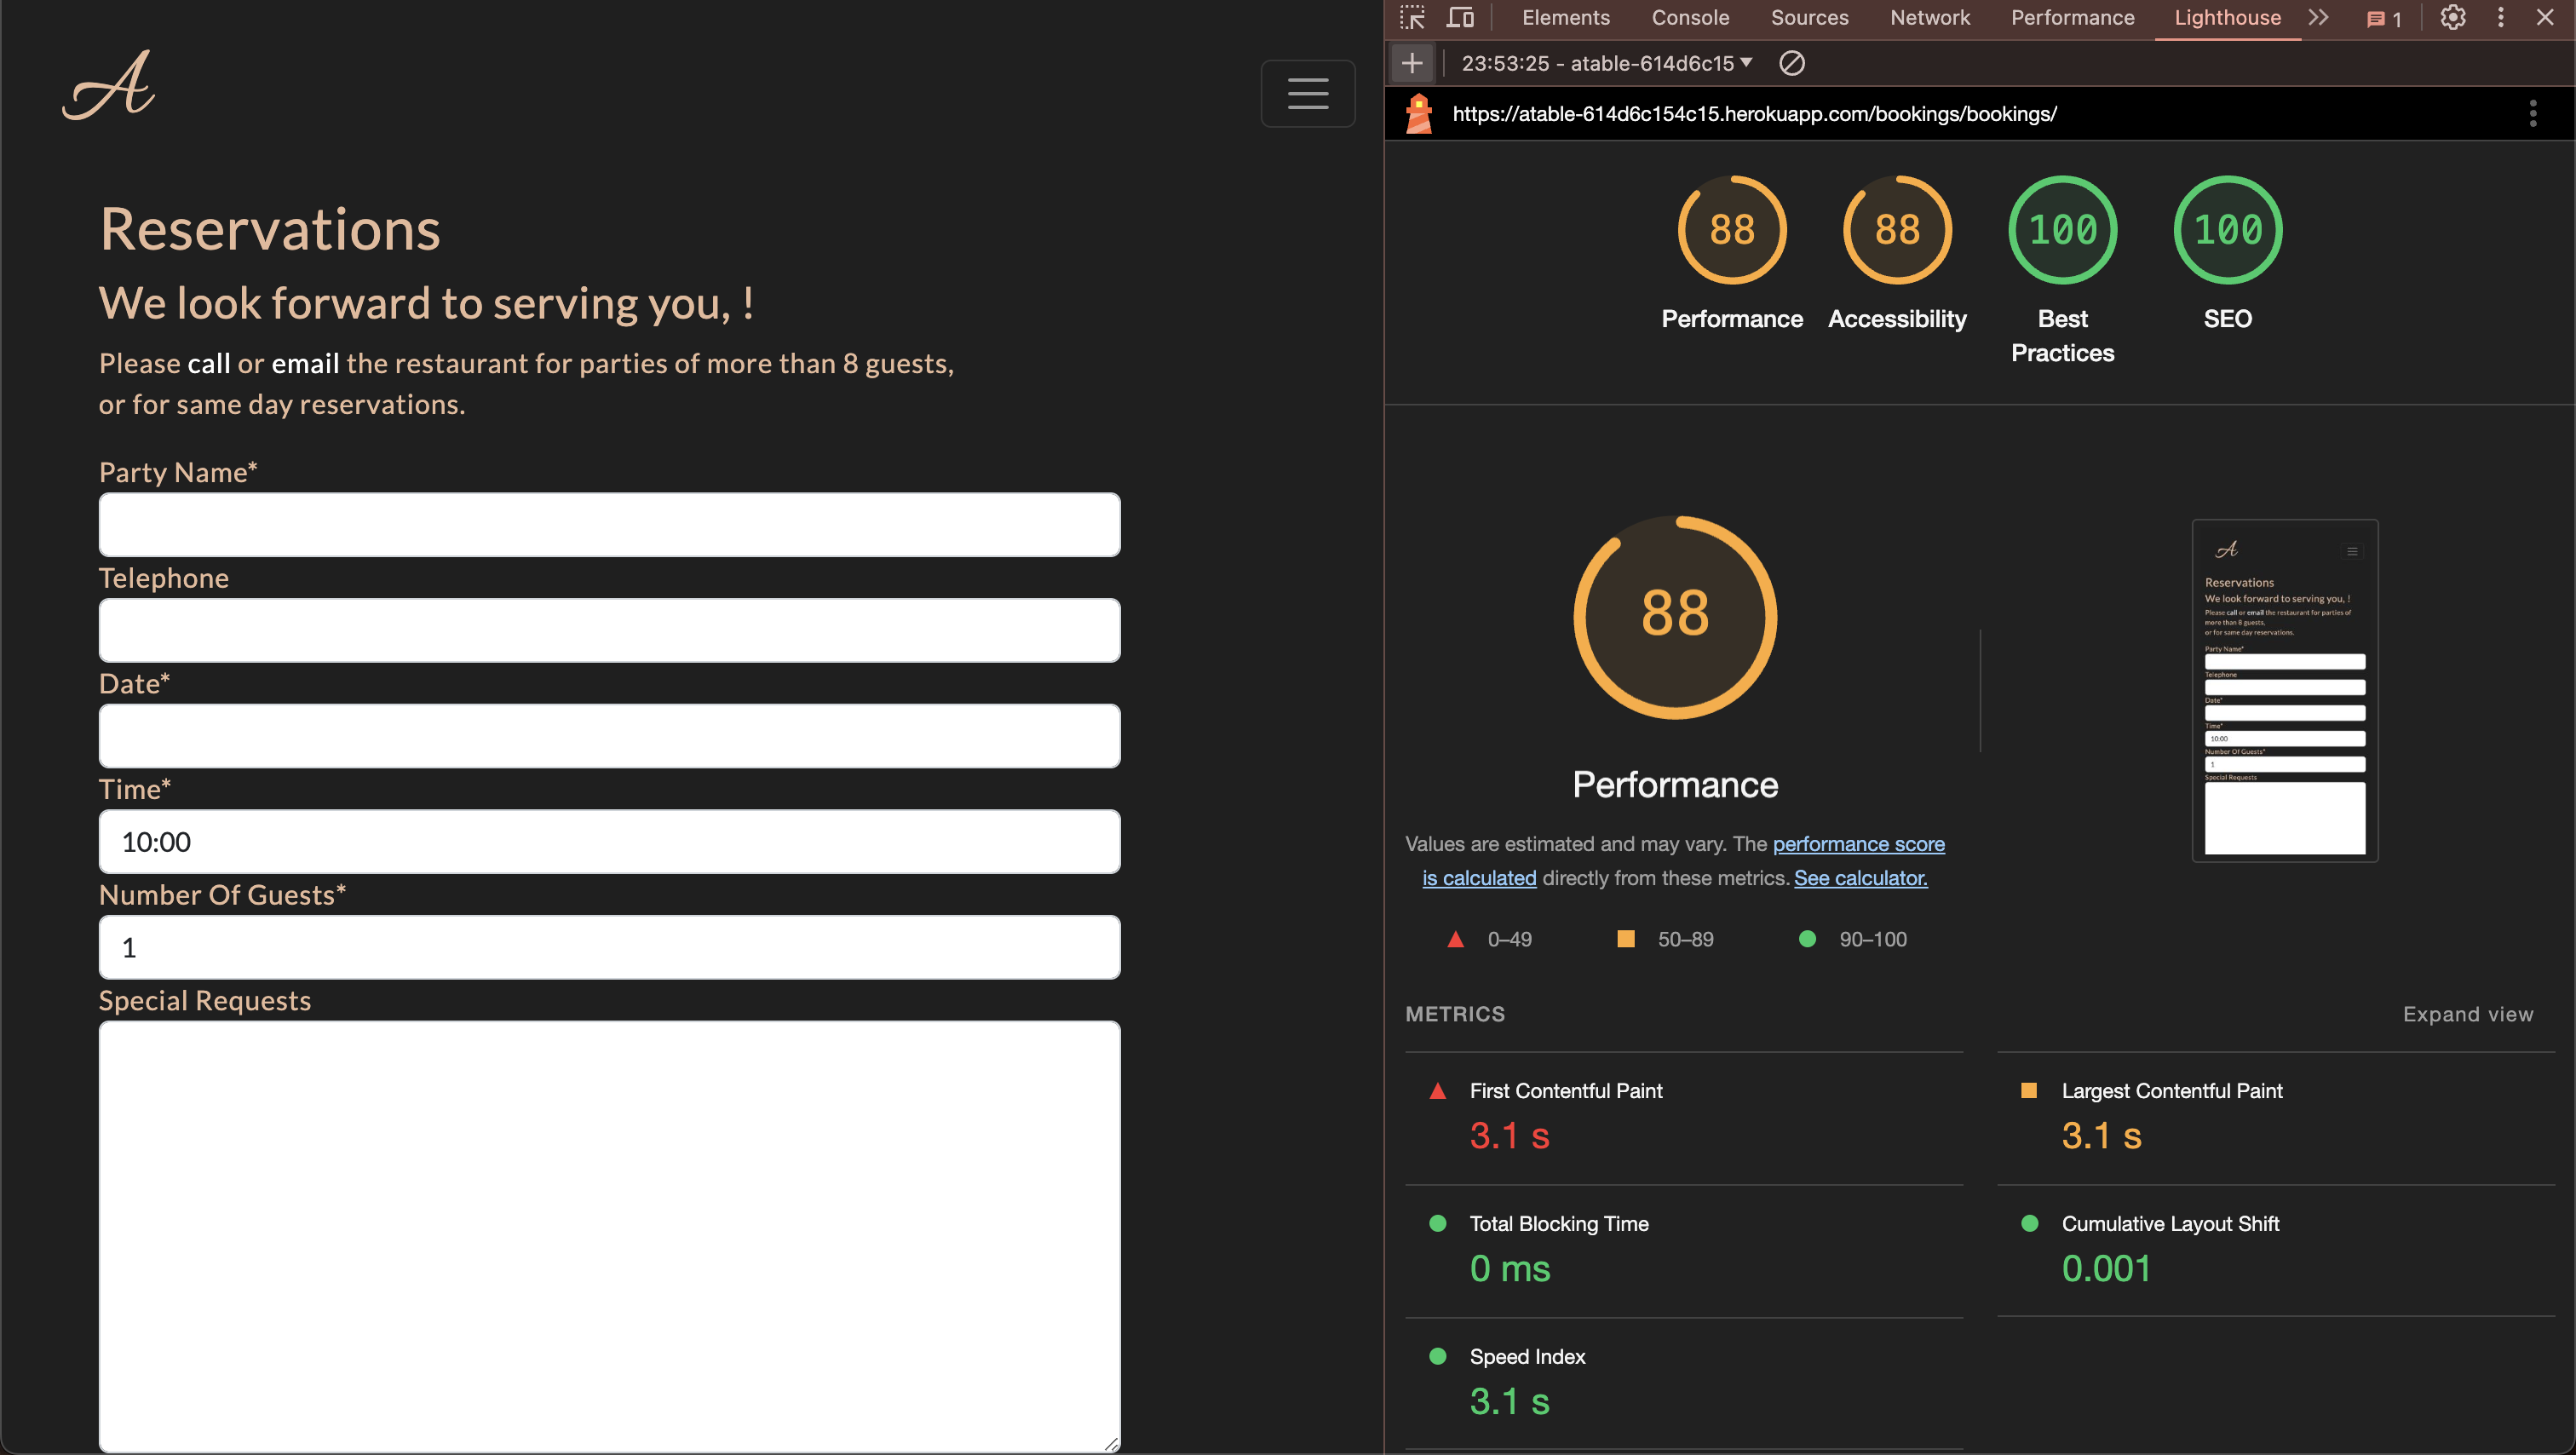 A
Reservations
We look forward to serving you, !
Please call or email the restaurant for parties of more than 8 guests,
or for same day reservations.
Party Name*
Telephone
Date*
Time*
10:00
Number Of Guests*
1
Special Requests
Elements Console Sources Network Performance Lighthouse 1
23:53:25 - atable-614d6c15
https://atable-614d6c154c15.herokuapp.com/bookings/bookings/
88 88 100 100
Performance Accessibility Best Practices SEO
88
Performance
Values are estimated and may vary. The performance score
is calculated directly from these metrics. See calculator.
0–49 50–89 90–100
A
Reservations
We look forward to serving you, !
Please call or email the restaurant for parties of
more than 8 guests,
or for same day reservations.
Party Name*
Telephone
Date*
Time*
10:00
Number Of Guests*
1
Special Requests
METRICS
Expand view
First Contentful Paint
3.1 s
Largest Contentful Paint
3.1 s
Total Blocking Time
0 ms
Cumulative Layout Shift
0.001
Speed Index
3.1 s